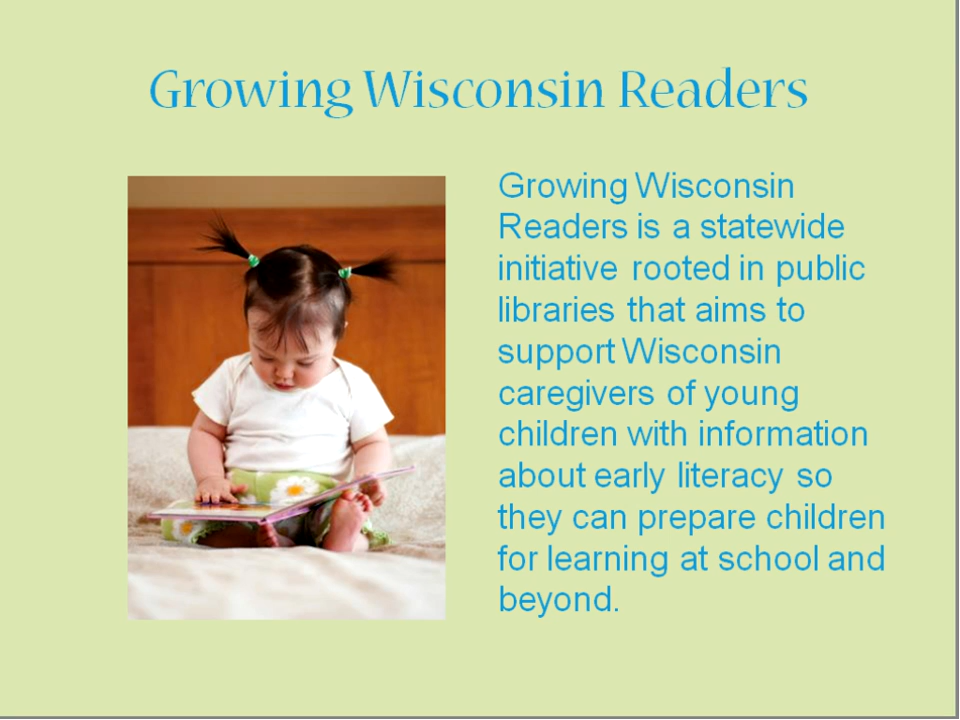 Growing Wisconsin Readers
Growing Wisconsin
Readers is a statewide
initiative rooted in public
libraries that aims to
support Wisconsin
caregivers of young
children with information
about early literacy so
they can prepare children
for learning at school and
beyond.